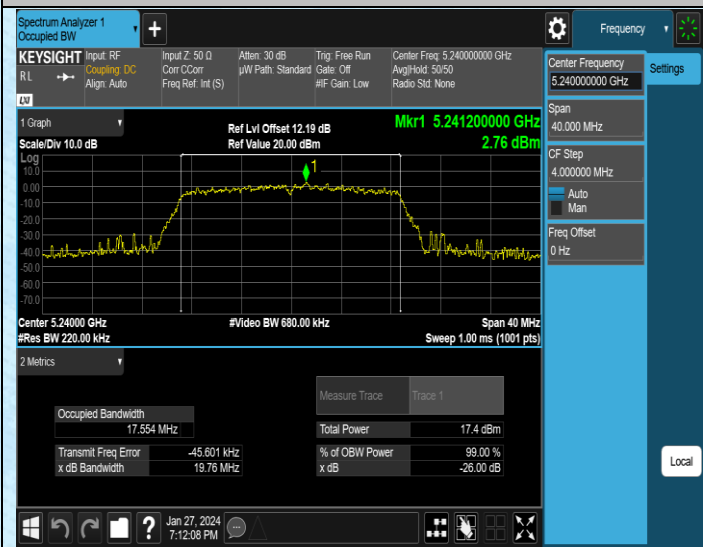 Spectrum Analyzer 1
Occupied BW
Frequency
KEYSIGHT
RL
LXI
Input: RF
Coupling: DC
Align: Auto
Input Z: 50 Ω
Corr CCorr
Freq Ref: Int (S)
Atten: 30 dB
µW Path: Standard
Trig: Free Run
Gate: Off
#IF Gain: Low
Center Freq: 5.240000000 GHz
Avg|Hold: 50/50
Radio Std: None
Center Frequency
5.240000000 GHz
Settings
Span
40.000 MHz
CF Step
4.000000 MHz
Auto
Man
Freq Offset
0 Hz
Local
1 Graph
Scale/Div 10.0 dB
Ref Lvl Offset 12.19 dB
Ref Value 20.00 dBm
Mkr1 5.241200000 GHz
2.76 dBm
Log
10.0
0.00
-10.0
-20.0
-30.0
-40.0
-50.0
-60.0
-70.0
1
Center 5.24000 GHz
#Res BW 220.00 kHz
#Video BW 680.00 kHz
Span 40 MHz
Sweep 1.00 ms (1001 pts)
2 Metrics
Measure Trace Trace 1
Occupied Bandwidth
17.554 MHz
Total Power 17.4 dBm
Transmit Freq Error -45.601 kHz
% of OBW Power 99.00 %
x dB Bandwidth 19.76 MHz
x dB -26.00 dB
?
Jan 27, 2024
7:12:08 PM